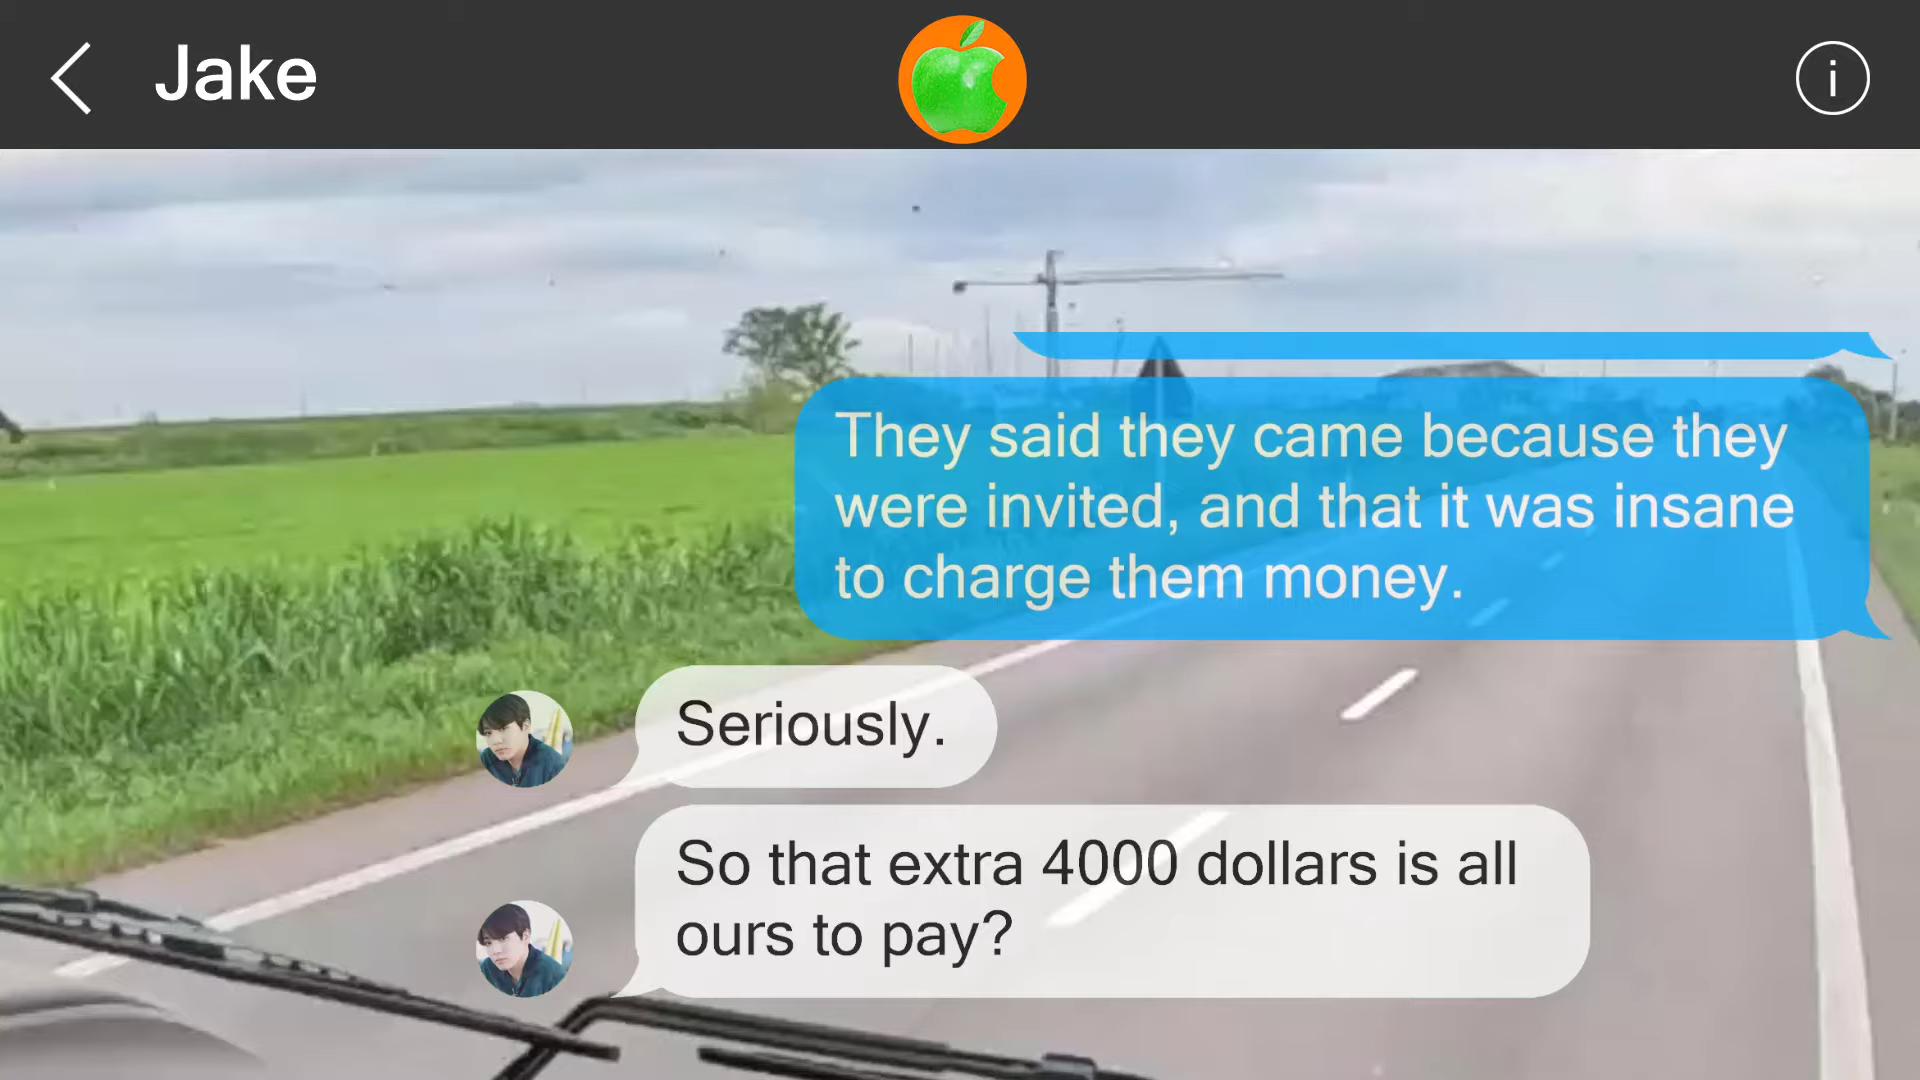 Jake
i
They said they came because they
were invited, and that it was insane
to charge them money.
Seriously.
So that extra 4000 dollars is all
ours to pay?